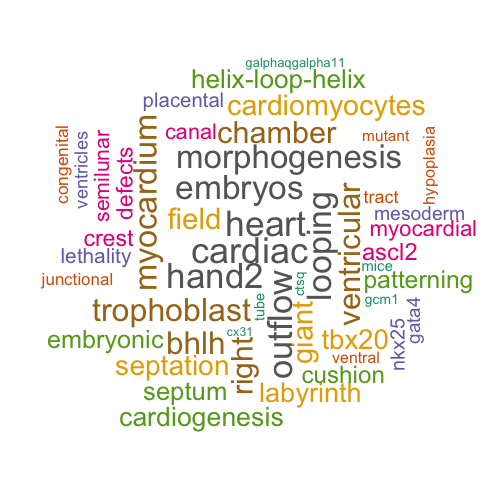 galphaqgalpha11
helix-loop-helix
placental
cardiomyocytes
canal
chamber
mutant
congenital
ventricles
semilunar
defects
myocardium
morphogenesis
hypoplasia
embryos
tract
field
heart
looping
ventricular
mesoderm
crest
myocardial
cardiac
ascl2
lethality
mice
junctional
hand2
outflow
ctsq
patterning
tube
gcm1
trophoblast
giant
gata4
nkx25
embryonic
bhlh
cx31
tbx20
right
ventral
septation
cushion
septum
labyrinth
cardiogenesis